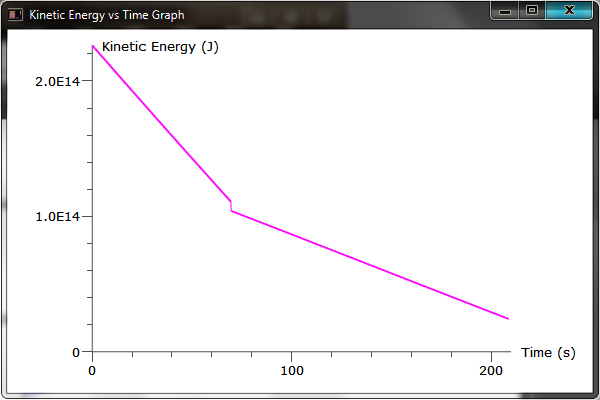 Kinetic Energy vs Time Graph
Kinetic Energy (J)
2.0E14
1.0E14
0
0 100 200
Time (s)